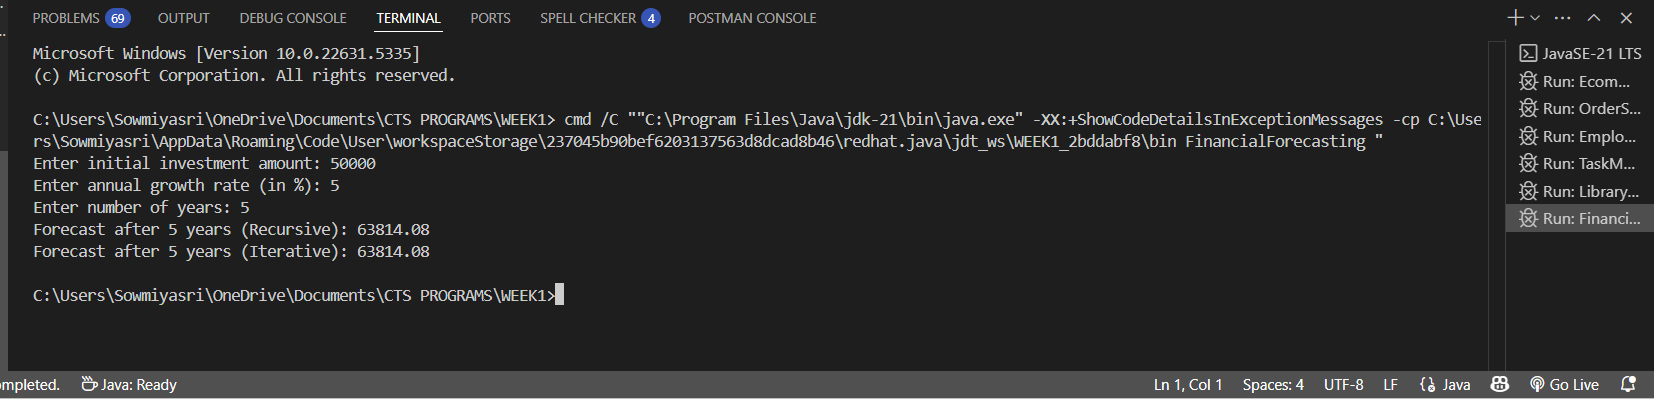 PROBLEMS 69 OUTPUT DEBUG CONSOLE TERMINAL PORTS SPELL CHECKER 4 POSTMAN CONSOLE
Microsoft Windows [Version 10.0.22631.5335]
(c) Microsoft Corporation. All rights reserved.
C:\Users\Sowmiyasri\OneDrive\Documents\CTS PROGRAMS\WEEK1> cmd /C ""C:\Program Files\Java\jdk-21\bin\java.exe" -XX:+ShowCodeDetailsInExceptionMessages -cp C:\Use
rs\Sowmiyasri\AppData\Roaming\Code\User\workspaceStorage\237045b90bef6203137563d8dcad8b46\redhat.java\jdt_ws\WEEK1_2bddabf8\bin FinancialForecasting "
Enter initial investment amount: 50000
Enter annual growth rate (in %): 5
Enter number of years: 5
Forecast after 5 years (Recursive): 63814.08
Forecast after 5 years (Iterative): 63814.08
C:\Users\Sowmiyasri\OneDrive\Documents\CTS PROGRAMS\WEEK1>
JavaSE-21 LTS
Run: Ecom...
Run: OrderS...
Run: Emplo...
Run: TaskM...
Run: Library...
Run: Financi...
mpleted. Java: Ready Ln 1, Col 1 Spaces: 4 UTF-8 LF Java Go Live